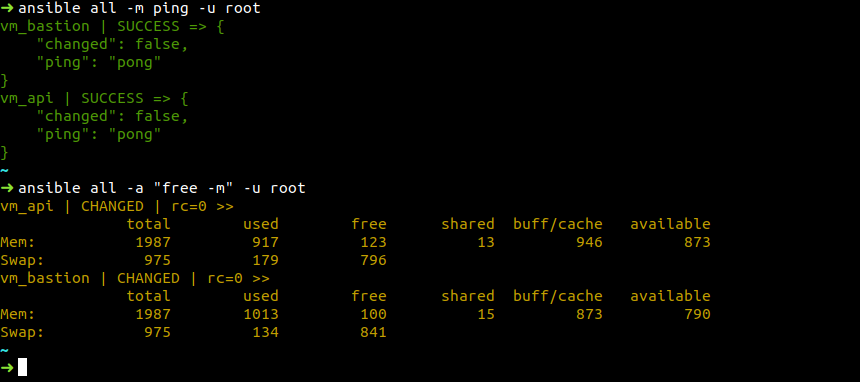 ➜ ansible all -m ping -u root
vm_bastion | SUCCESS => {
    "changed": false,
    "ping": "pong"
}
vm_api | SUCCESS => {
    "changed": false,
    "ping": "pong"
}
~
➜ ansible all -a "free -m" -u root
vm_api | CHANGED | rc=0 >>
              total        used        free      shared  buff/cache   available
Mem:           1987         917         123          13         946         873
Swap:           975         179         796
vm_bastion | CHANGED | rc=0 >>
              total        used        free      shared  buff/cache   available
Mem:           1987        1013         100          15         873         790
Swap:           975         134         841
~
➜